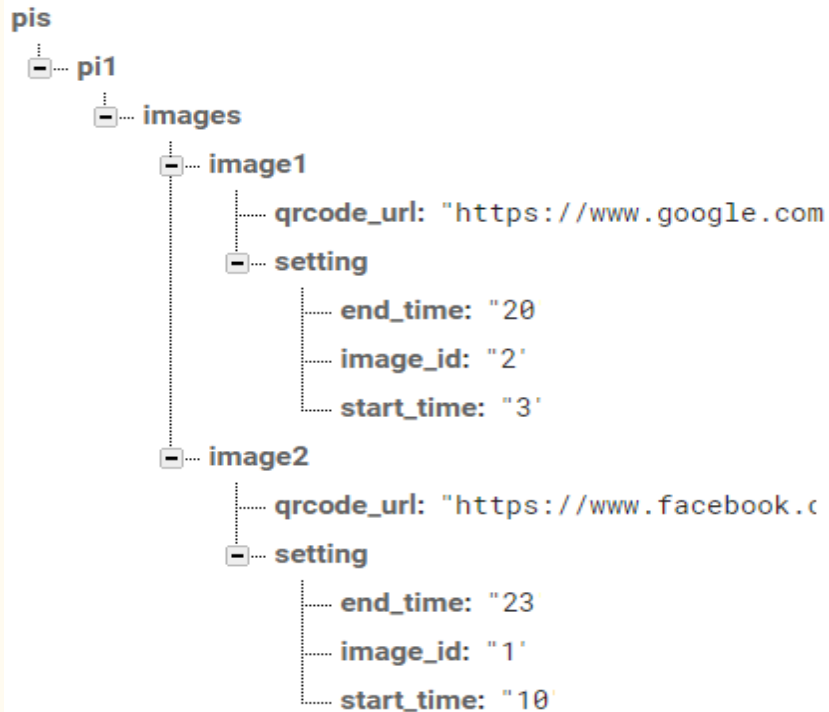 pis
pi1
images
image1
qrcode_url: "https://www.google.com
setting
end_time: "20
image_id: "2'
start_time: "3'
image2
qrcode_url: "https://www.facebook.c
setting
end_time: "23
image_id: "1'
start_time: "10'